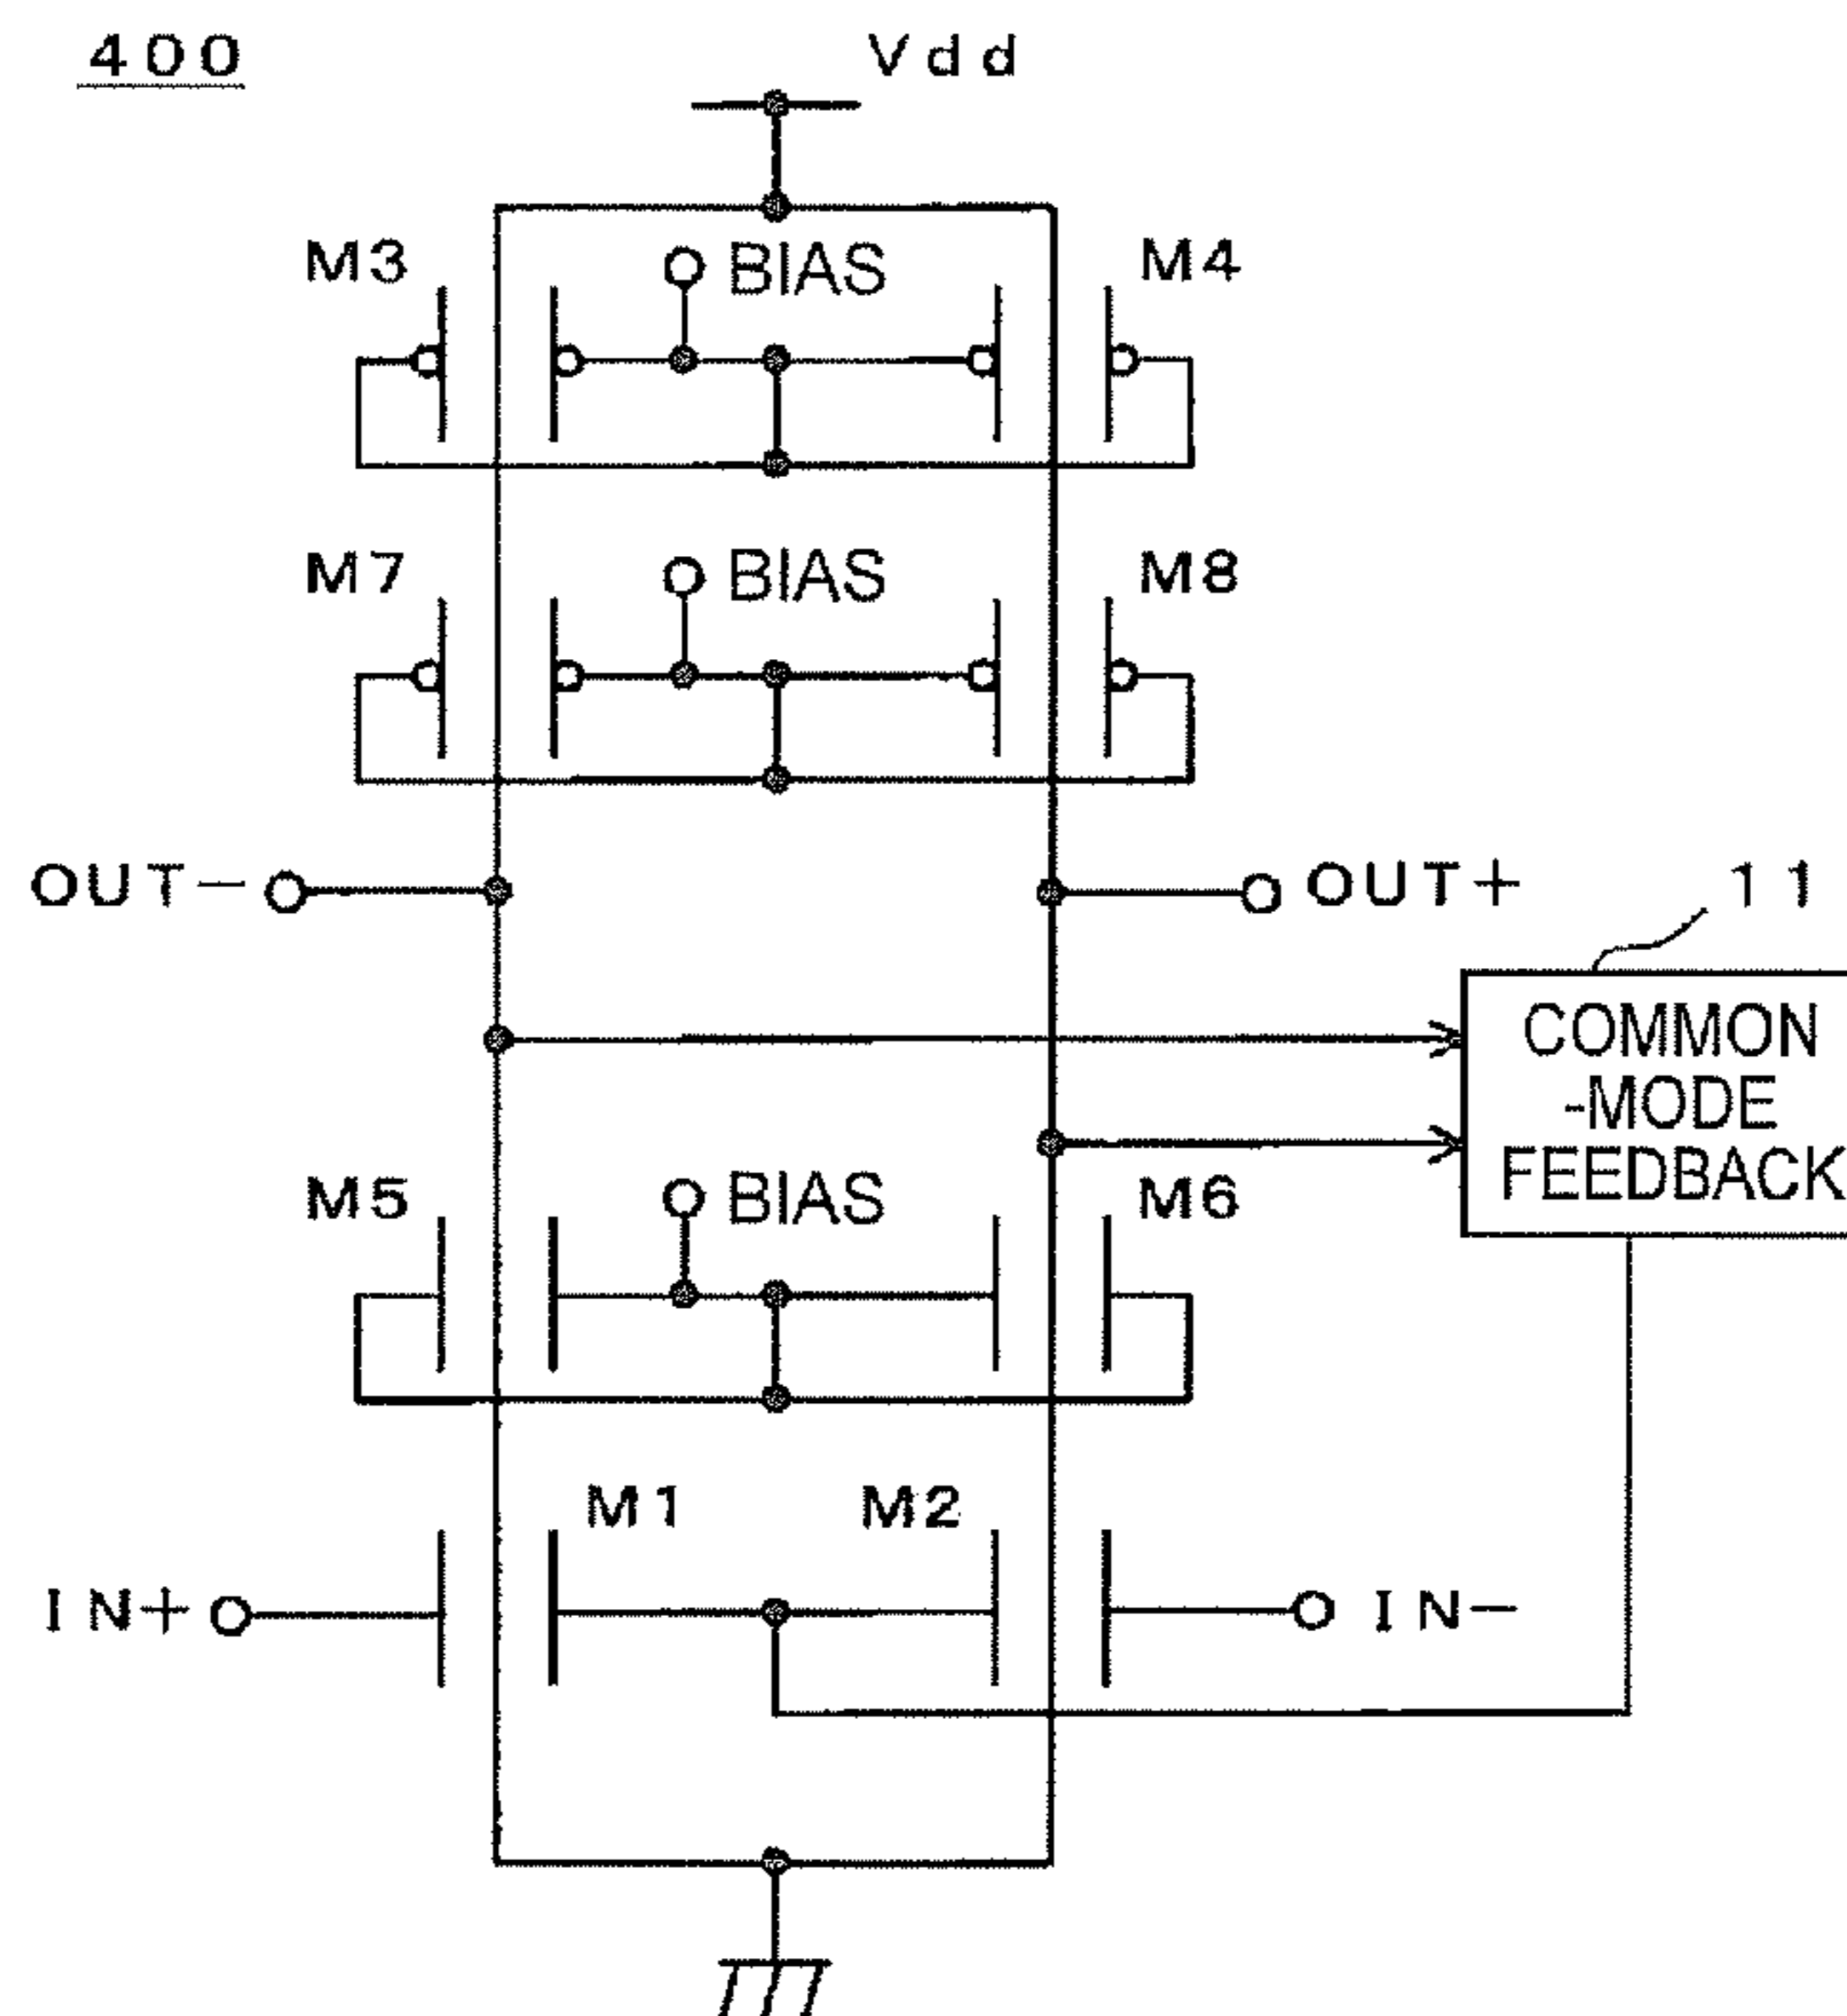 400
Vdd
M3
BIAS
M4
M7
BIAS
M8
OUT−
OUT+
11
COMMON
-MODE
FEEDBACK
M5
BIAS
M6
M1
M2
IN+
IN−